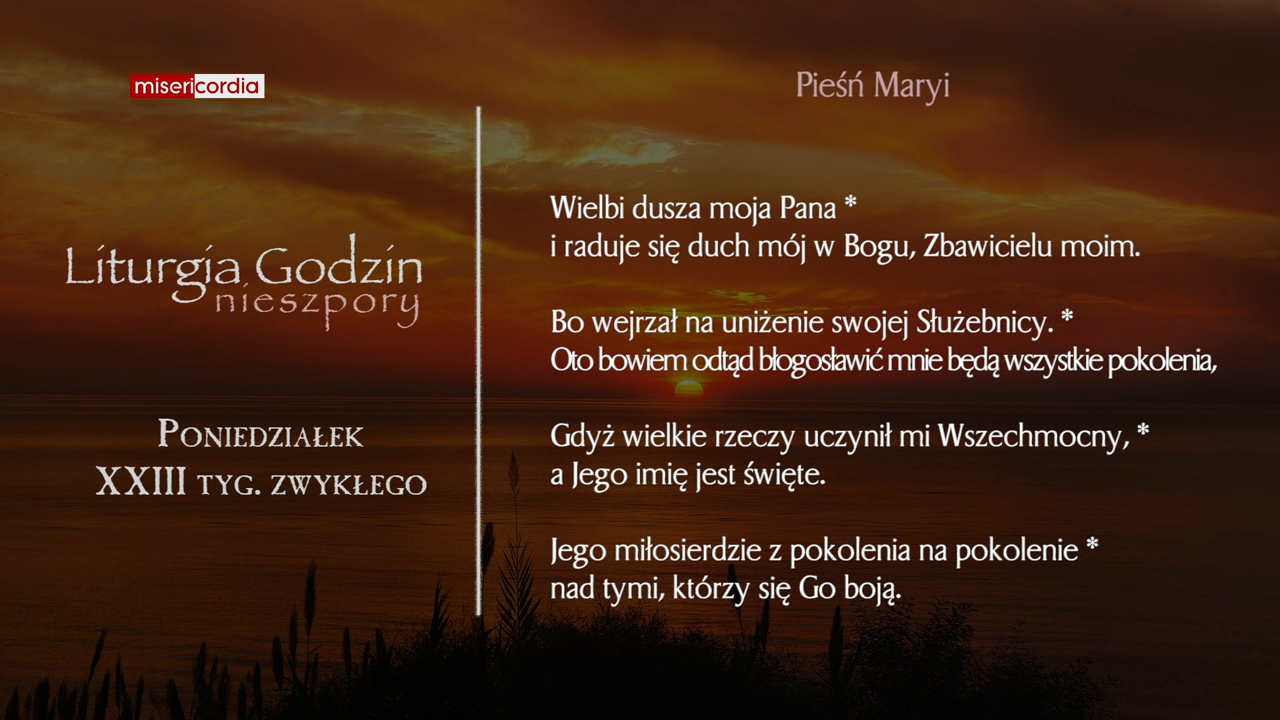 misericordia
Liturgia Godzin
nieszpory
Poniedziałek
XXIII tyg. zwykłego
Pieśń Maryi
Wielbi dusza moja Pana *
i raduje się duch mój w Bogu, Zbawicielu moim.
Bo wejrzał na uniżenie swojej Służebnicy. *
Oto bowiem odtąd błogosławić mnie będą wszystkie pokolenia,
Gdyż wielkie rzeczy uczynił mi Wszechmocny, *
a Jego imię jest święte.
Jego miłosierdzie z pokolenia na pokolenie *
nad tymi, którzy się Go boją.